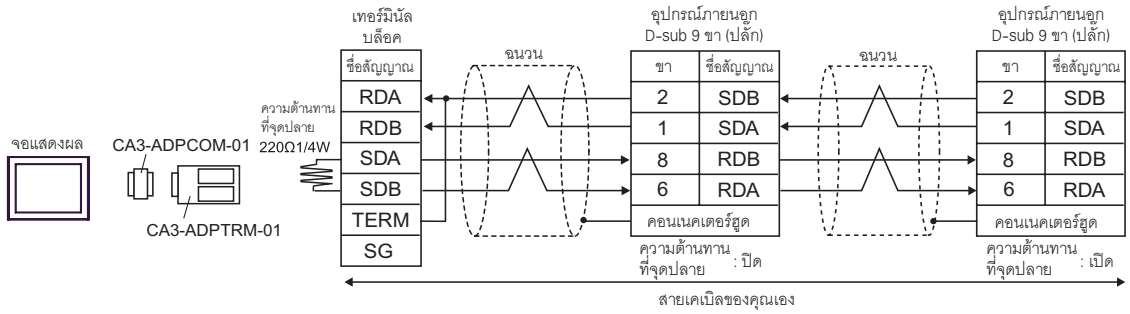 จอแสดงผล
CA3-ADPCOM-01
CA3-ADPTRM-01
ความต้านทาน
ที่จุดปลาย
220Ω1/4W
เทอร์มินัล
บล็อค
ชื่อสัญญาณ
RDA
RDB
SDA
SDB
TERM
SG
ฉนวน
อุปกรณ์ภายนอก
D-sub 9 ขา (ปลั๊ก)
ขา ชื่อสัญญาณ
2 SDB
1 SDA
8 RDB
6 RDA
คอนเนคเตอร์ฮูด
ความต้านทาน
ที่จุดปลาย : ปิด
ฉนวน
อุปกรณ์ภายนอก
D-sub 9 ขา (ปลั๊ก)
ขา ชื่อสัญญาณ
2 SDB
1 SDA
8 RDB
6 RDA
คอนเนคเตอร์ฮูด
ความต้านทาน
ที่จุดปลาย : เปิด
สายเคเบิลของคุณเอง